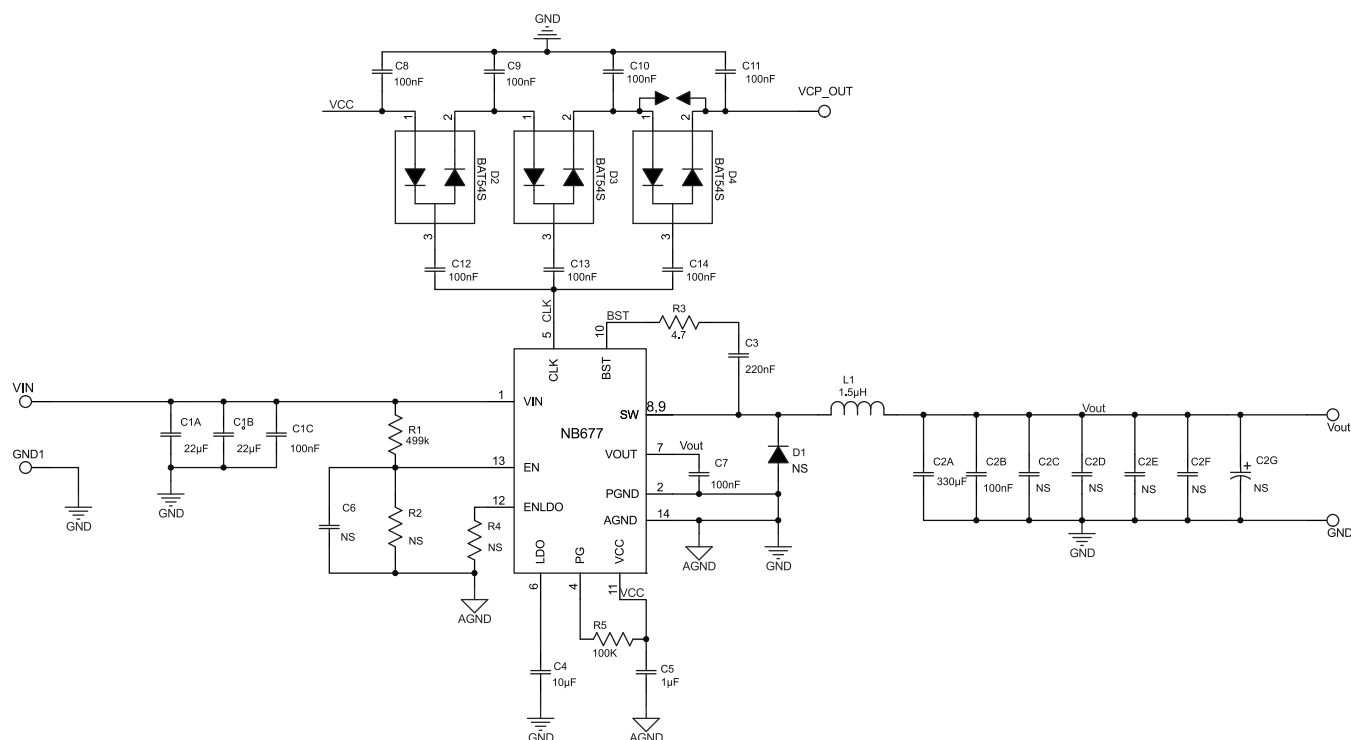 GND
C8
100nF
C9
100nF
C10
100nF
C11
100nF
VCC
VCP_OUT
1
2
1
2
1
2
D2
BAT54S
D3
BAT54S
D4
BAT54S
3
3
3
C12
100nF
C13
100nF
C14
100nF
CLK
5
BST
10
R3
4.7
C3
220nF
CLK
BST
L1
1.5µH
VIN
1
VIN
SW
8,9
Vout
Vout
C1A
22µF
C1B
22µF
C1C
100nF
R1
499k
NB677
VOUT
7
Vout
D1
NS
C7
100nF
C2A
330µF
C2B
100nF
C2C
NS
C2D
NS
C2E
NS
C2F
NS
+
C2G
NS
GND1
13
EN
GND
GND
12
ENLDO
PGND
2
AGND
14
C6
NS
R2
NS
R4
NS
AGND
GND
GND
GND
LDO
PG
VCC
AGND
6
4
11
VCC
R5
100K
C4
10µF
C5
1µF
GND
AGND